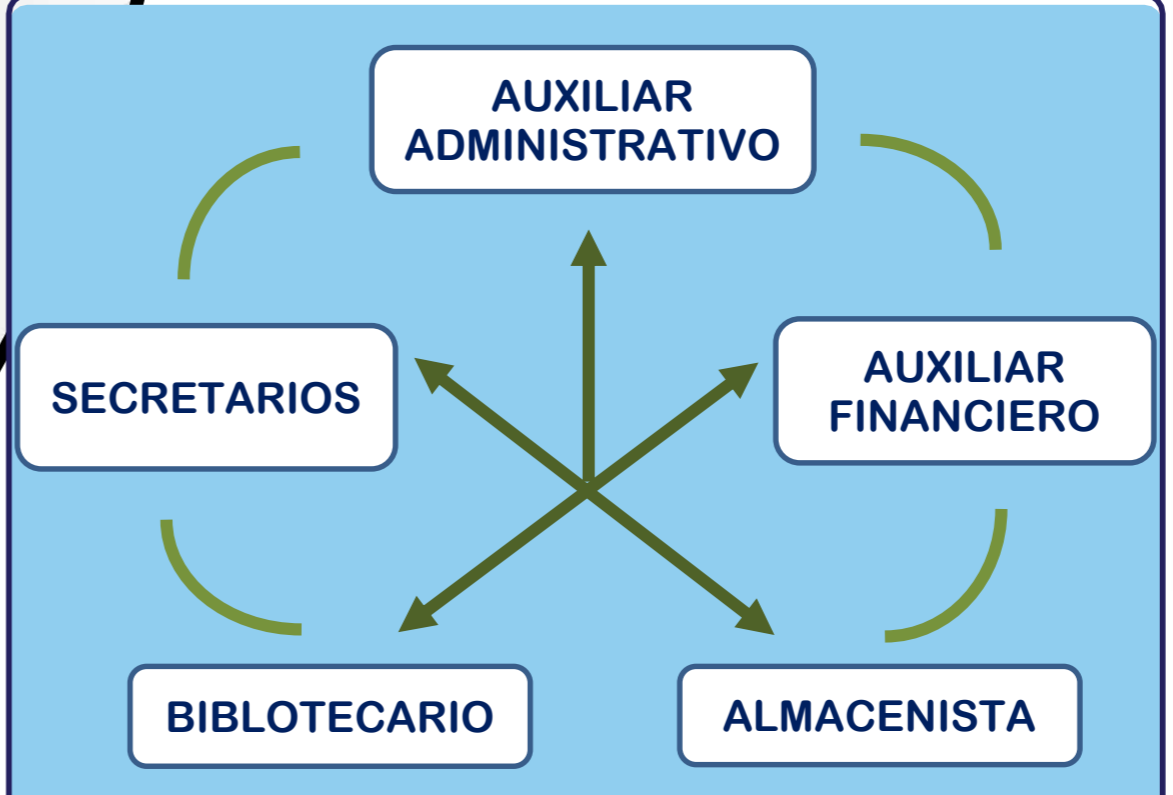 AUXILIAR
ADMINISTRATIVO
SECRETARIOS
AUXILIAR
FINANCIERO
BIBLOTECARIO
ALMACENISTA